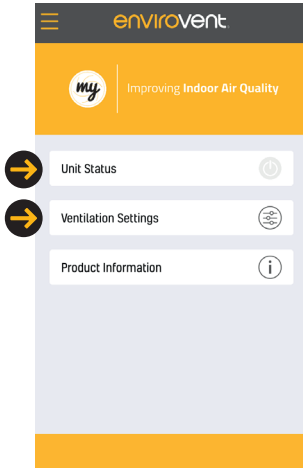 envirovent.
my
Improving Indoor Air Quality
Unit Status
Ventilation Settings
Product Information
i